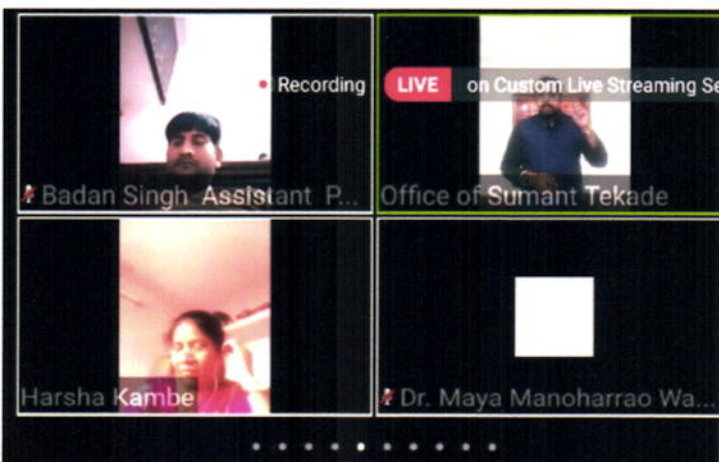 Recording
LIVE on Custom Live Streaming Se
Badan Singh Assistant P...
Office of Sumant Tekade
Harsha Kambe
Dr. Maya Manoharrao Wa...